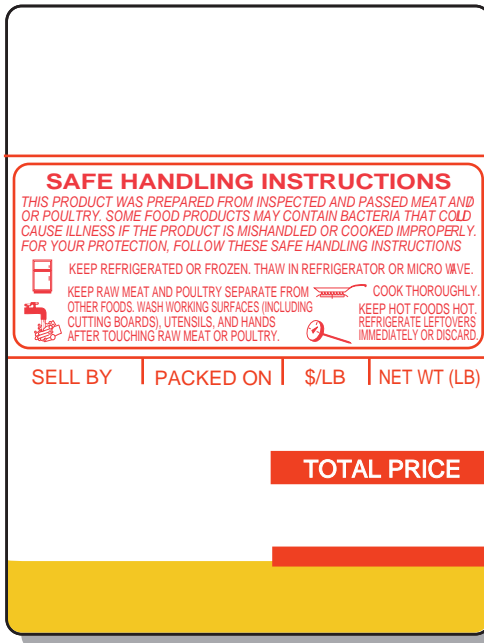 SAFE HANDLING INSTRUCTIONS
THIS PRODUCT WAS PREPARED FROM INSPECTED AND PASSED MEAT AND
OR POULTRY. SOME FOOD PRODUCTS MAY CONTAIN BACTERIA THAT COULD
CAUSE ILLNESS IF THE PRODUCT IS MISHANDLED OR COOKED IMPROPERLY.
FOR YOUR PROTECTION, FOLLOW THESE SAFE HANDLING INSTRUCTIONS
KEEP REFRIGERATED OR FROZEN. THAW IN REFRIGERATOR OR MICRO WAVE.
KEEP RAW MEAT AND POULTRY SEPARATE FROM
OTHER FOODS. WASH WORKING SURFACES (INCLUDING
CUTTING BOARDS), UTENSILS, AND HANDS
AFTER TOUCHING RAW MEAT OR POULTRY.
COOK THOROUGHLY.
KEEP HOT FOODS HOT.
REFRIGERATE LEFTOVERS
IMMEDIATELY OR DISCARD.
SELL BY PACKED ON $/LB NET WT (LB)
TOTAL PRICE